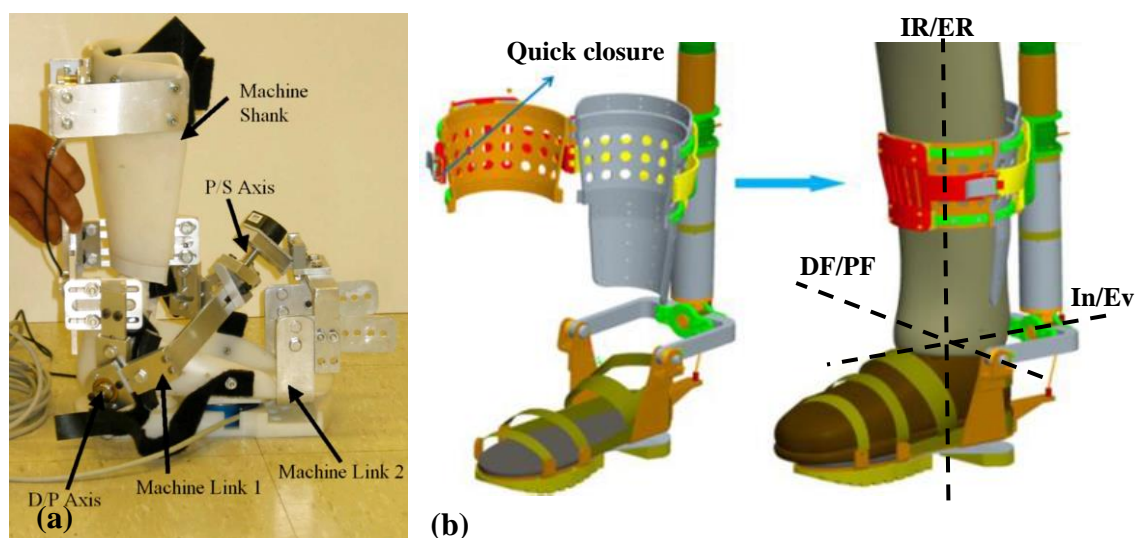 Machine
Shank
P/S Axis
Machine Link 2
Machine Link 1
D/P Axis
(a)
Quick closure
IR/ER
DF/PF
In/Ev
(b)